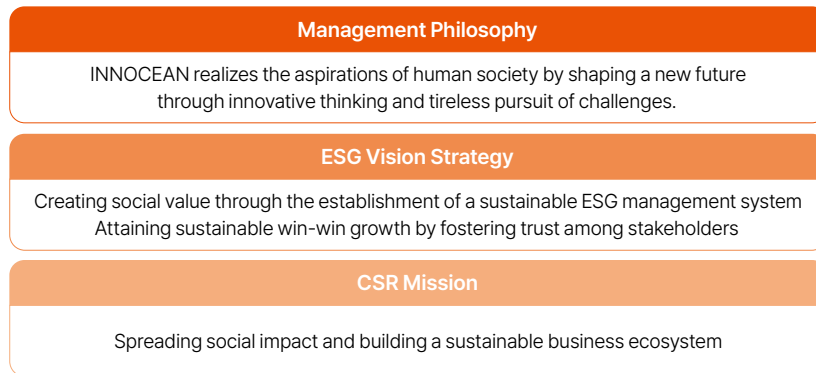 Management Philosophy
INNOCEAN realizes the aspirations of human society by shaping a new future
through innovative thinking and tireless pursuit of challenges.
ESG Vision Strategy
Creating social value through the establishment of a sustainable ESG management system
Attaining sustainable win-win growth by fostering trust among stakeholders
CSR Mission
Spreading social impact and building a sustainable business ecosystem